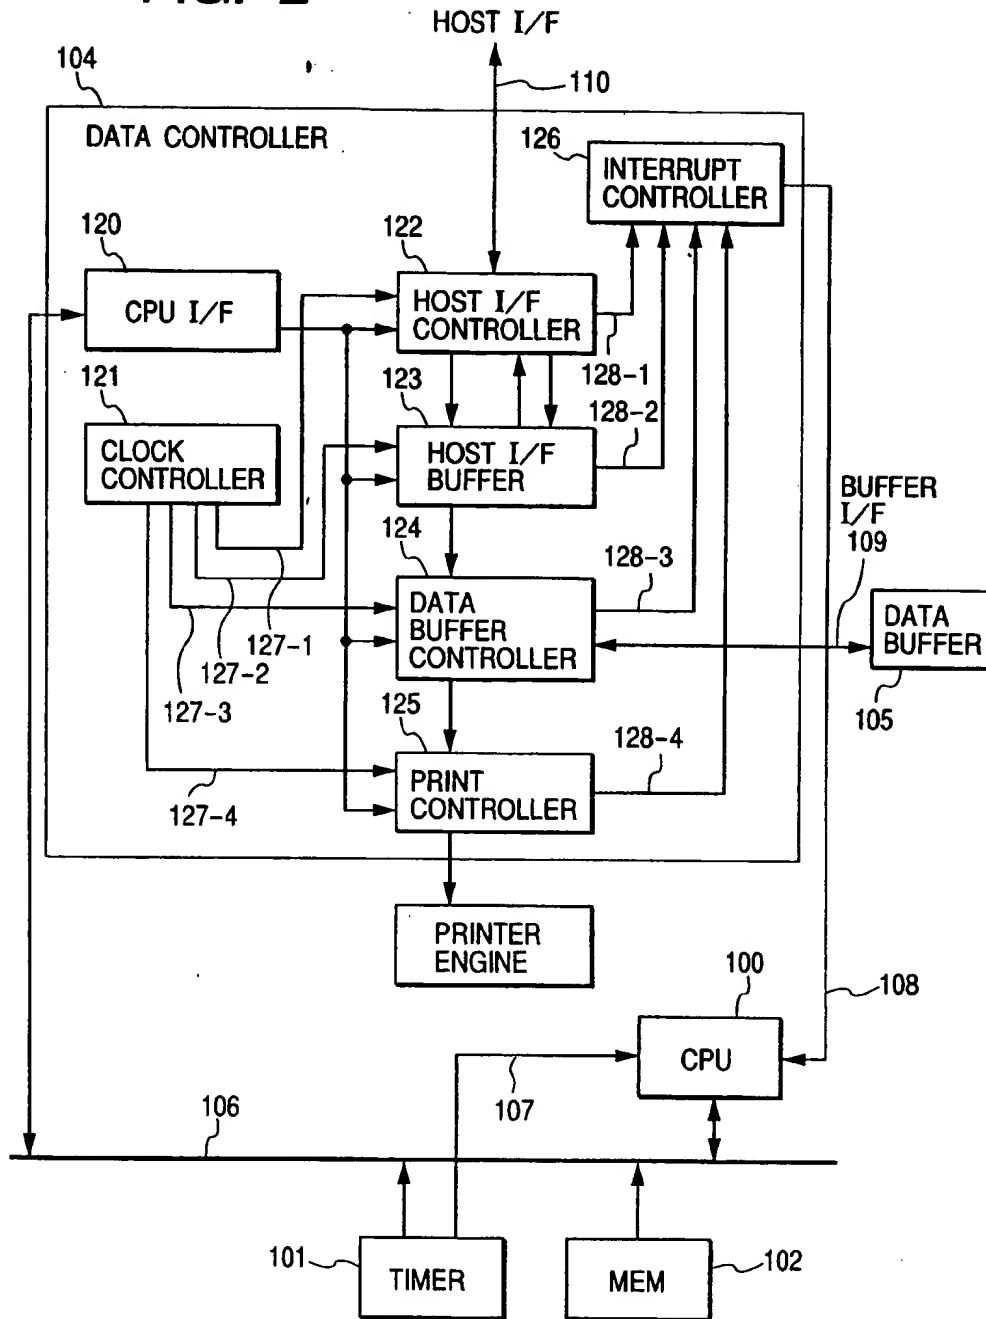 HOST I/F
104
110
DATA CONTROLLER
126
INTERRUPT
CONTROLLER
120
CPU I/F
122
HOST I/F
CONTROLLER
128-1
121
CLOCK
CONTROLLER
123
HOST I/F
BUFFER
128-2
BUFFER
I/F
109
124
DATA
BUFFER
CONTROLLER
128-3
DATA
BUFFER
105
127-1
127-2
127-3
125
PRINT
CONTROLLER
128-4
127-4
PRINTER
ENGINE
100
CPU
108
107
106
101
TIMER
MEM
102